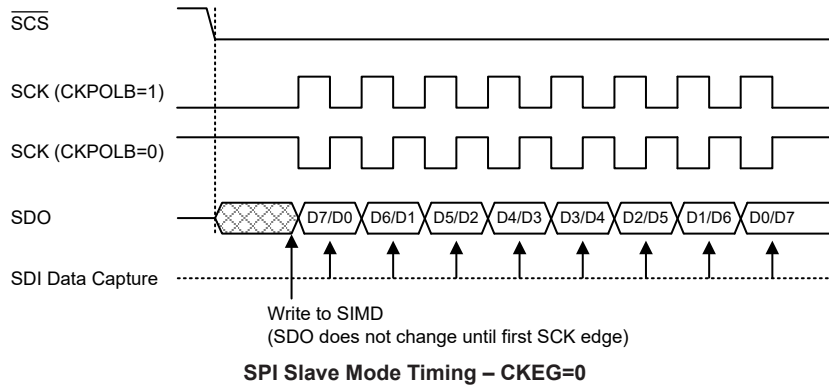 SCS
SCK (CKPOLB=1)
SCK (CKPOLB=0)
SDO
D7/D0 D6/D1 D5/D2 D4/D3 D3/D4 D2/D5 D1/D6 D0/D7
SDI Data Capture
Write to SIMD
(SDO does not change until first SCK edge)
SPI Slave Mode Timing – CKEG=0